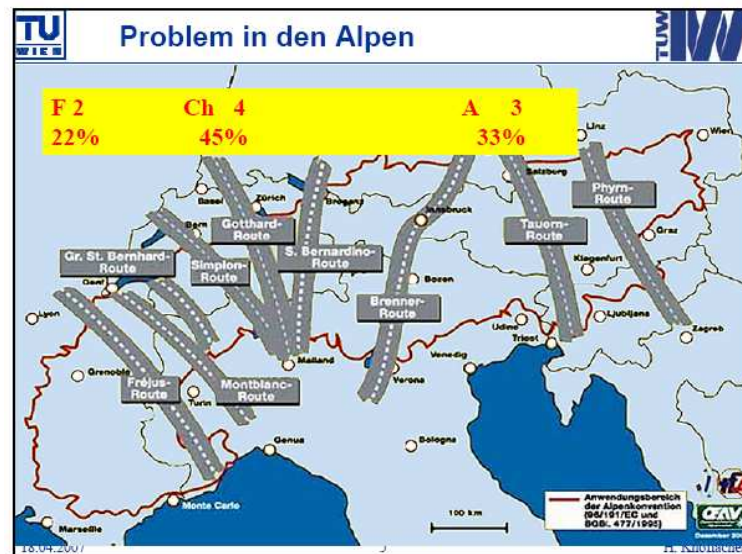 TU
WIEN
Problem in den Alpen
TUW
F 2 Ch 4 A 3
22% 45% 33%
Linz
Wien
Salzburg
Basel
Zürich
Bregenz
Innsbruck
Phyrn-
Route
Bern
Gotthard-
Route
S. Bernardino-
Route
Tauern-
Route
Graz
Gr. St. Bernhard-
Route
Simplon-
Route
Genf
Bozen
Klagenfurt
Brenner-
Route
Lyon
Ljubljana
Udine
Zagreb
Mailand
Venedig
Triest
Grenoble
Verona
Fréjus-
Route
Turin
Montblanc-
Route
Genua
Bologna
Monte Carlo
Marseille
100 km
Anwendungsbereich
der Alpenkonvention
(96/191/EC und
BGBl. 477/1995)
CIPRA
18.04.2007 5